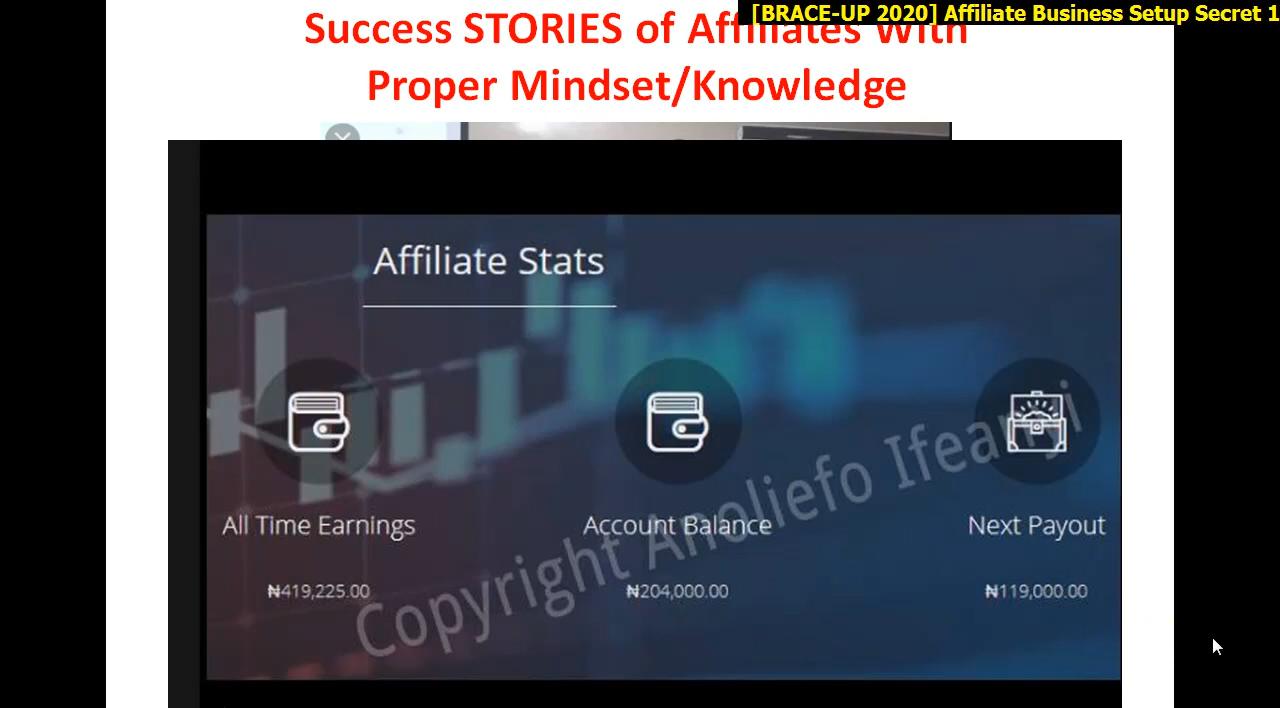 [BRACE-UP 2020] Affiliate Business Setup Secret 1
Success STORIES of Affiliates With
Proper Mindset/Knowledge
Affiliate Stats
All Time Earnings
Account Balance
Next Payout
₦419,225.00
₦204,000.00
₦119,000.00
Copyright Anoliefo Ifeanyi